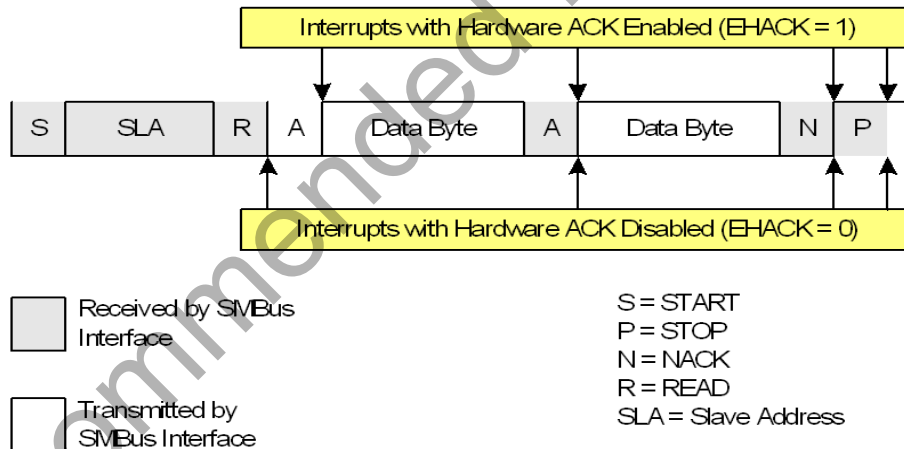 Interrupts with Hardware ACK Enabled (EHACK = 1)
S SLA R A Data Byte A Data Byte N P
Interrupts with Hardware ACK Disabled (EHACK = 0)
Received by SMBus
Interface
Transmitted by
SMBus Interface
S = START
P = STOP
N = NACK
R = READ
SLA = Slave Address
ommended